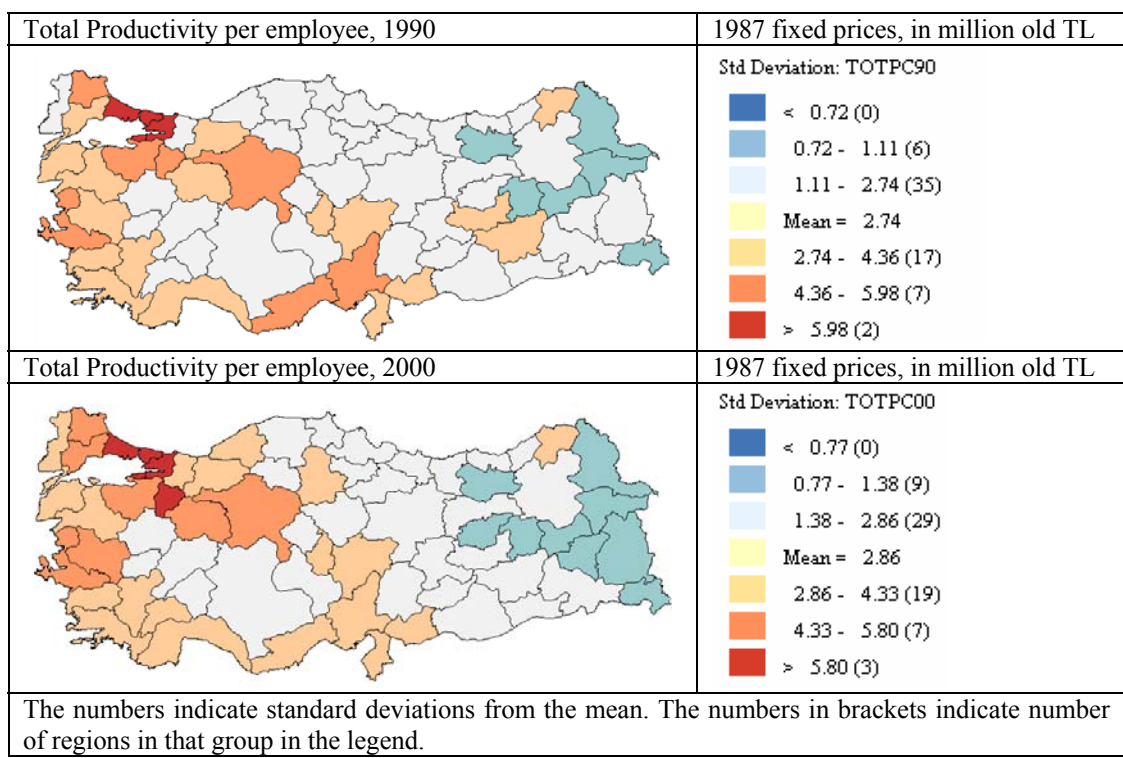 Total Productivity per employee, 1990
1987 fixed prices, in million old TL
Std Deviation: TOTPC90
< 0.72 (0)
0.72 - 1.11 (6)
1.11 - 2.74 (35)
Mean = 2.74
2.74 - 4.36 (17)
4.36 - 5.98 (7)
> 5.98 (2)
Total Productivity per employee, 2000
1987 fixed prices, in million old TL
Std Deviation: TOTPC00
< 0.77 (0)
0.77 - 1.38 (9)
1.38 - 2.86 (29)
Mean = 2.86
2.86 - 4.33 (19)
4.33 - 5.80 (7)
> 5.80 (3)
The numbers indicate standard deviations from the mean. The numbers in brackets indicate number
of regions in that group in the legend.